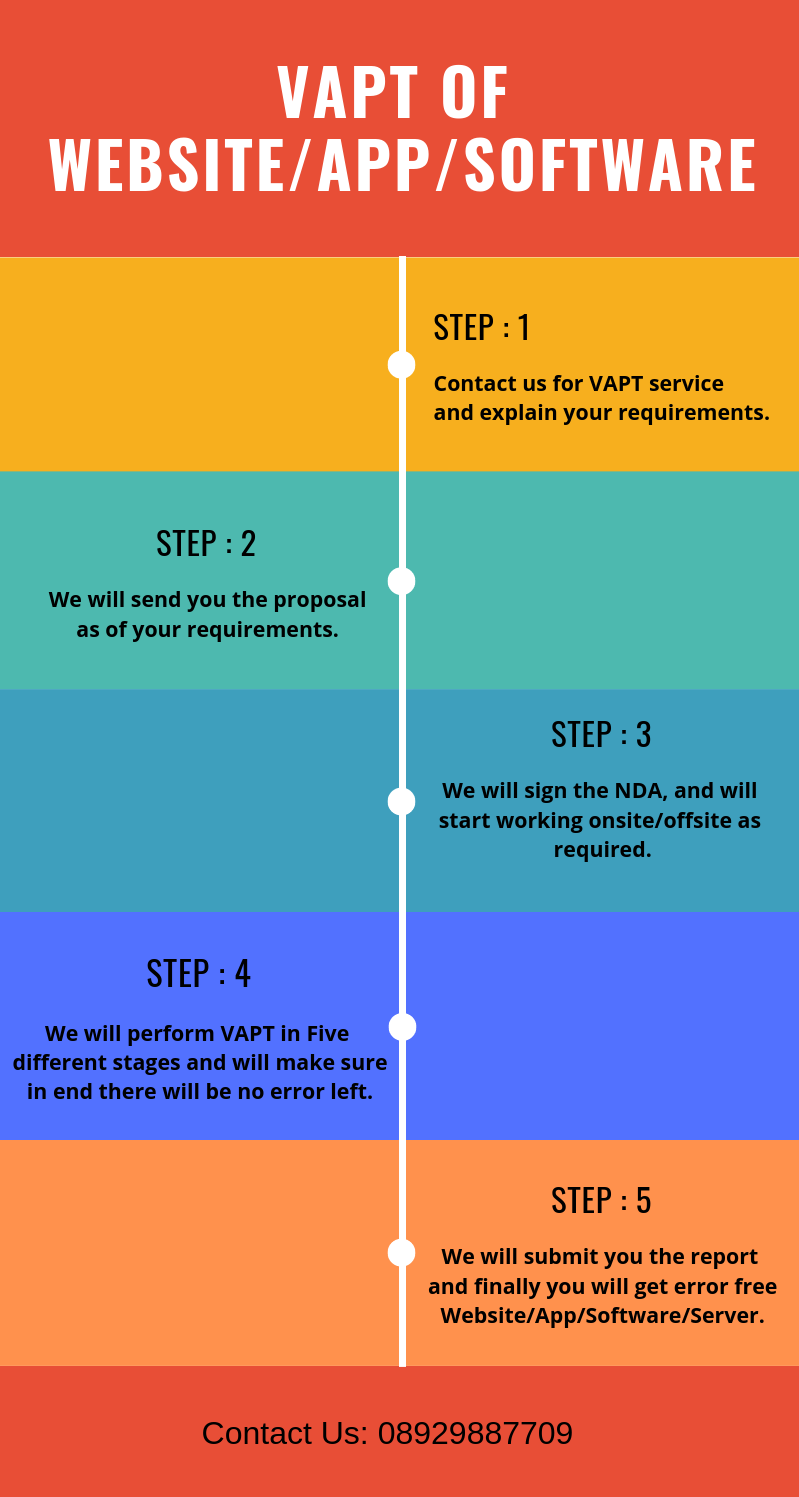 VAPT OF
WEBSITE/APP/SOFTWARE
STEP : 1
Contact us for VAPT service
and explain your requirements.
STEP : 2
We will send you the proposal
as of your requirements.
STEP : 3
We will sign the NDA, and will
start working onsite/offsite as
required.
STEP : 4
We will perform VAPT in Five
different stages and will make sure
in end there will be no error left.
STEP : 5
We will submit you the report
and finally you will get error free
Website/App/Software/Server.
Contact Us: 08929887709